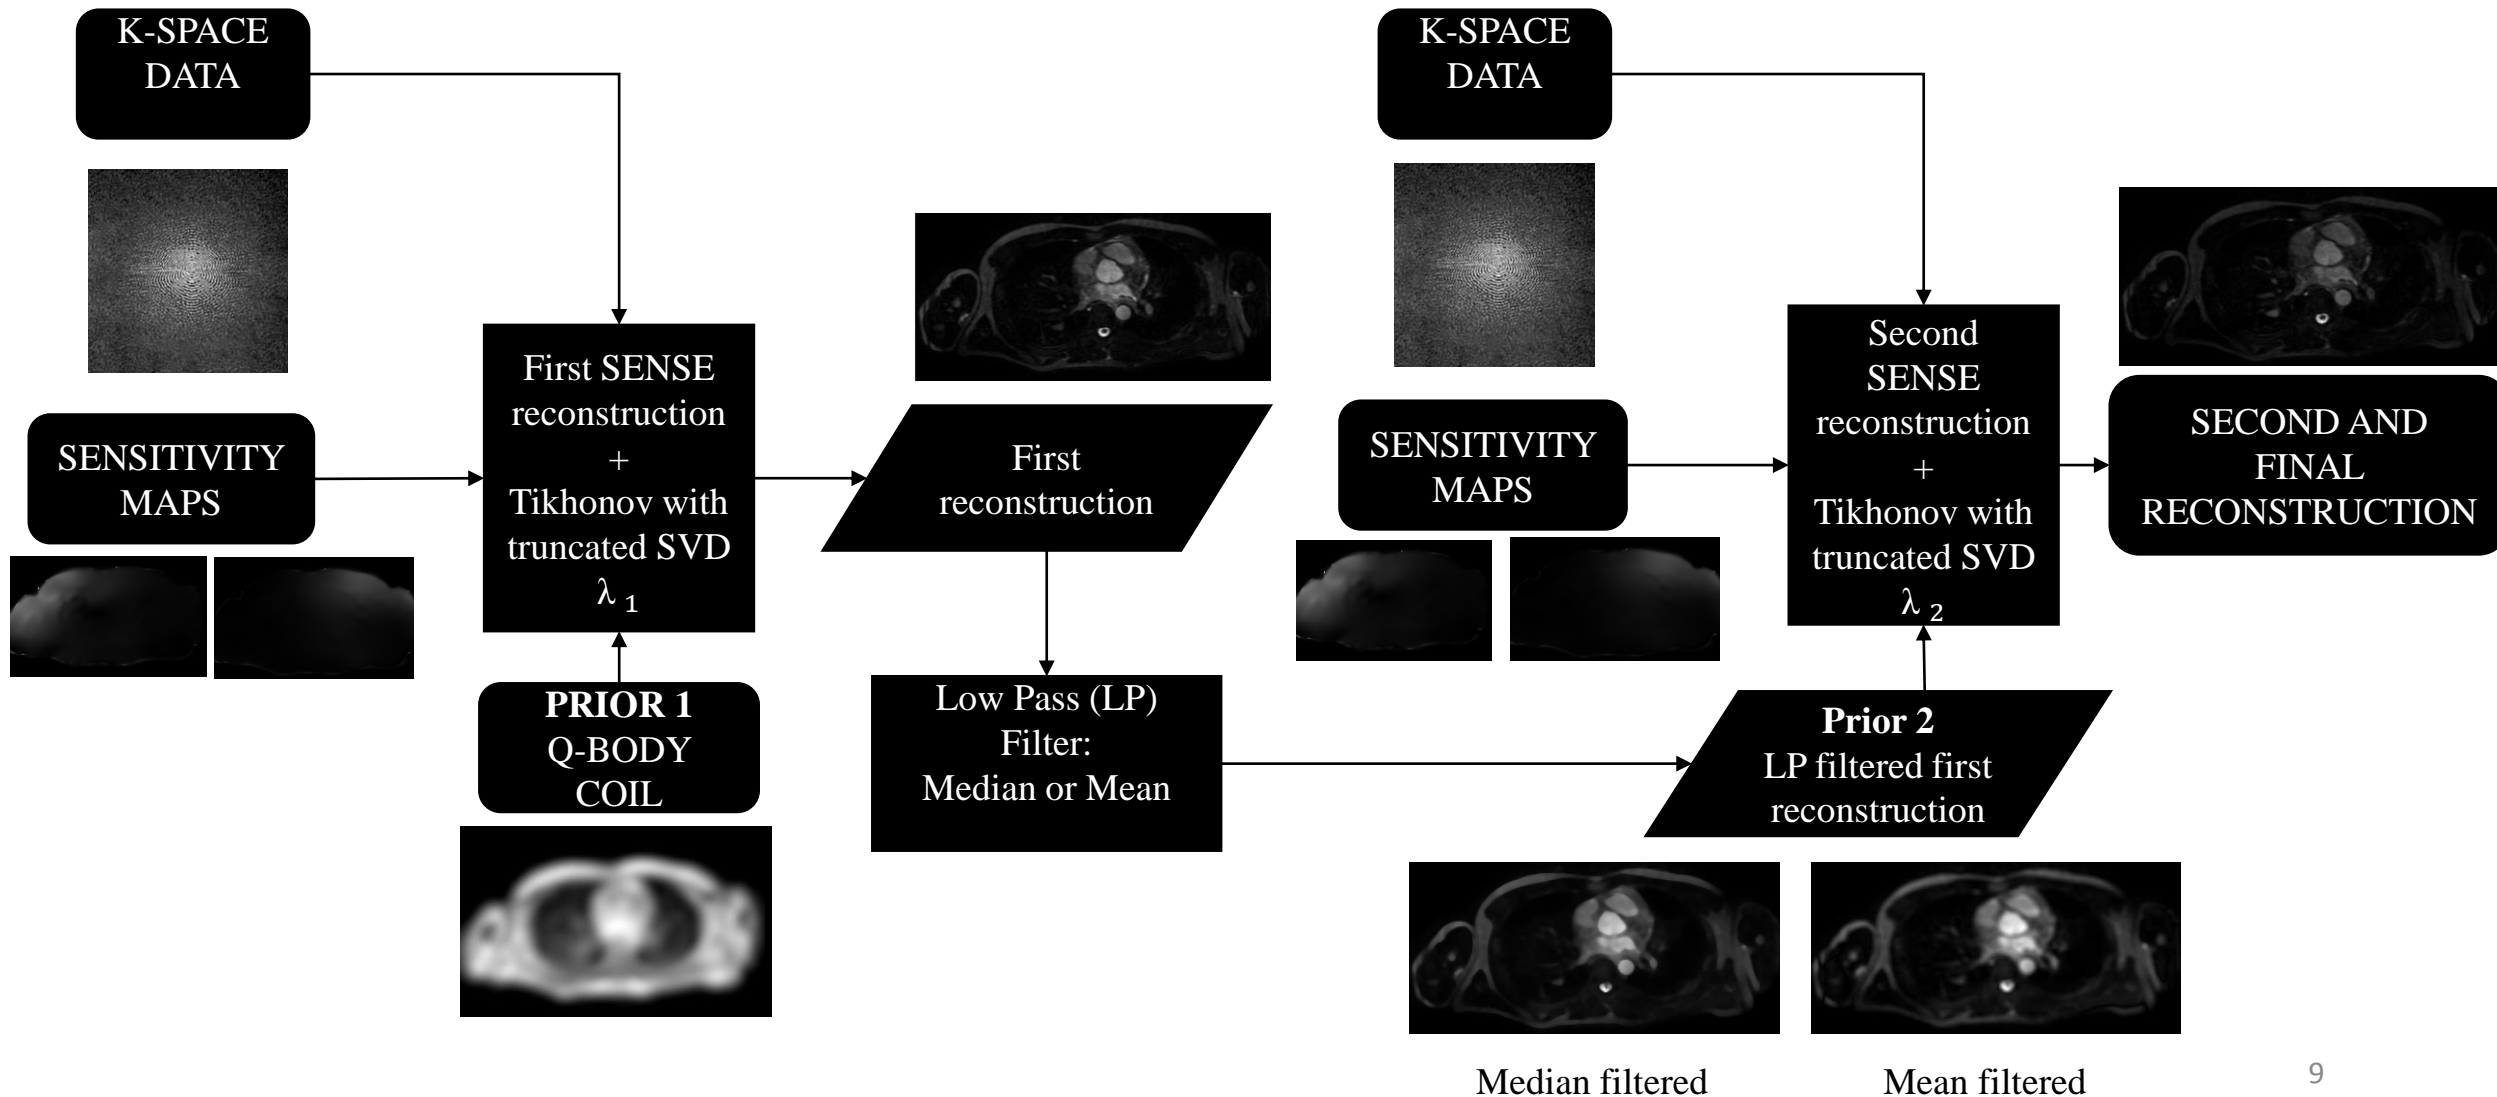 K-SPACE
DATA
SENSITIVITY
MAPS
First SENSE
reconstruction
+
Tikhonov with
truncated SVD
λ 1
PRIOR 1
Q-BODY
COIL
First
reconstruction
Low Pass (LP)
Filter:
Median or Mean
K-SPACE
DATA
SENSITIVITY
MAPS
Second
SENSE
reconstruction
+
Tikhonov with
truncated SVD
λ 2
Prior 2
LP filtered first
reconstruction
SECOND AND
FINAL
RECONSTRUCTION
Median filtered
Mean filtered
9